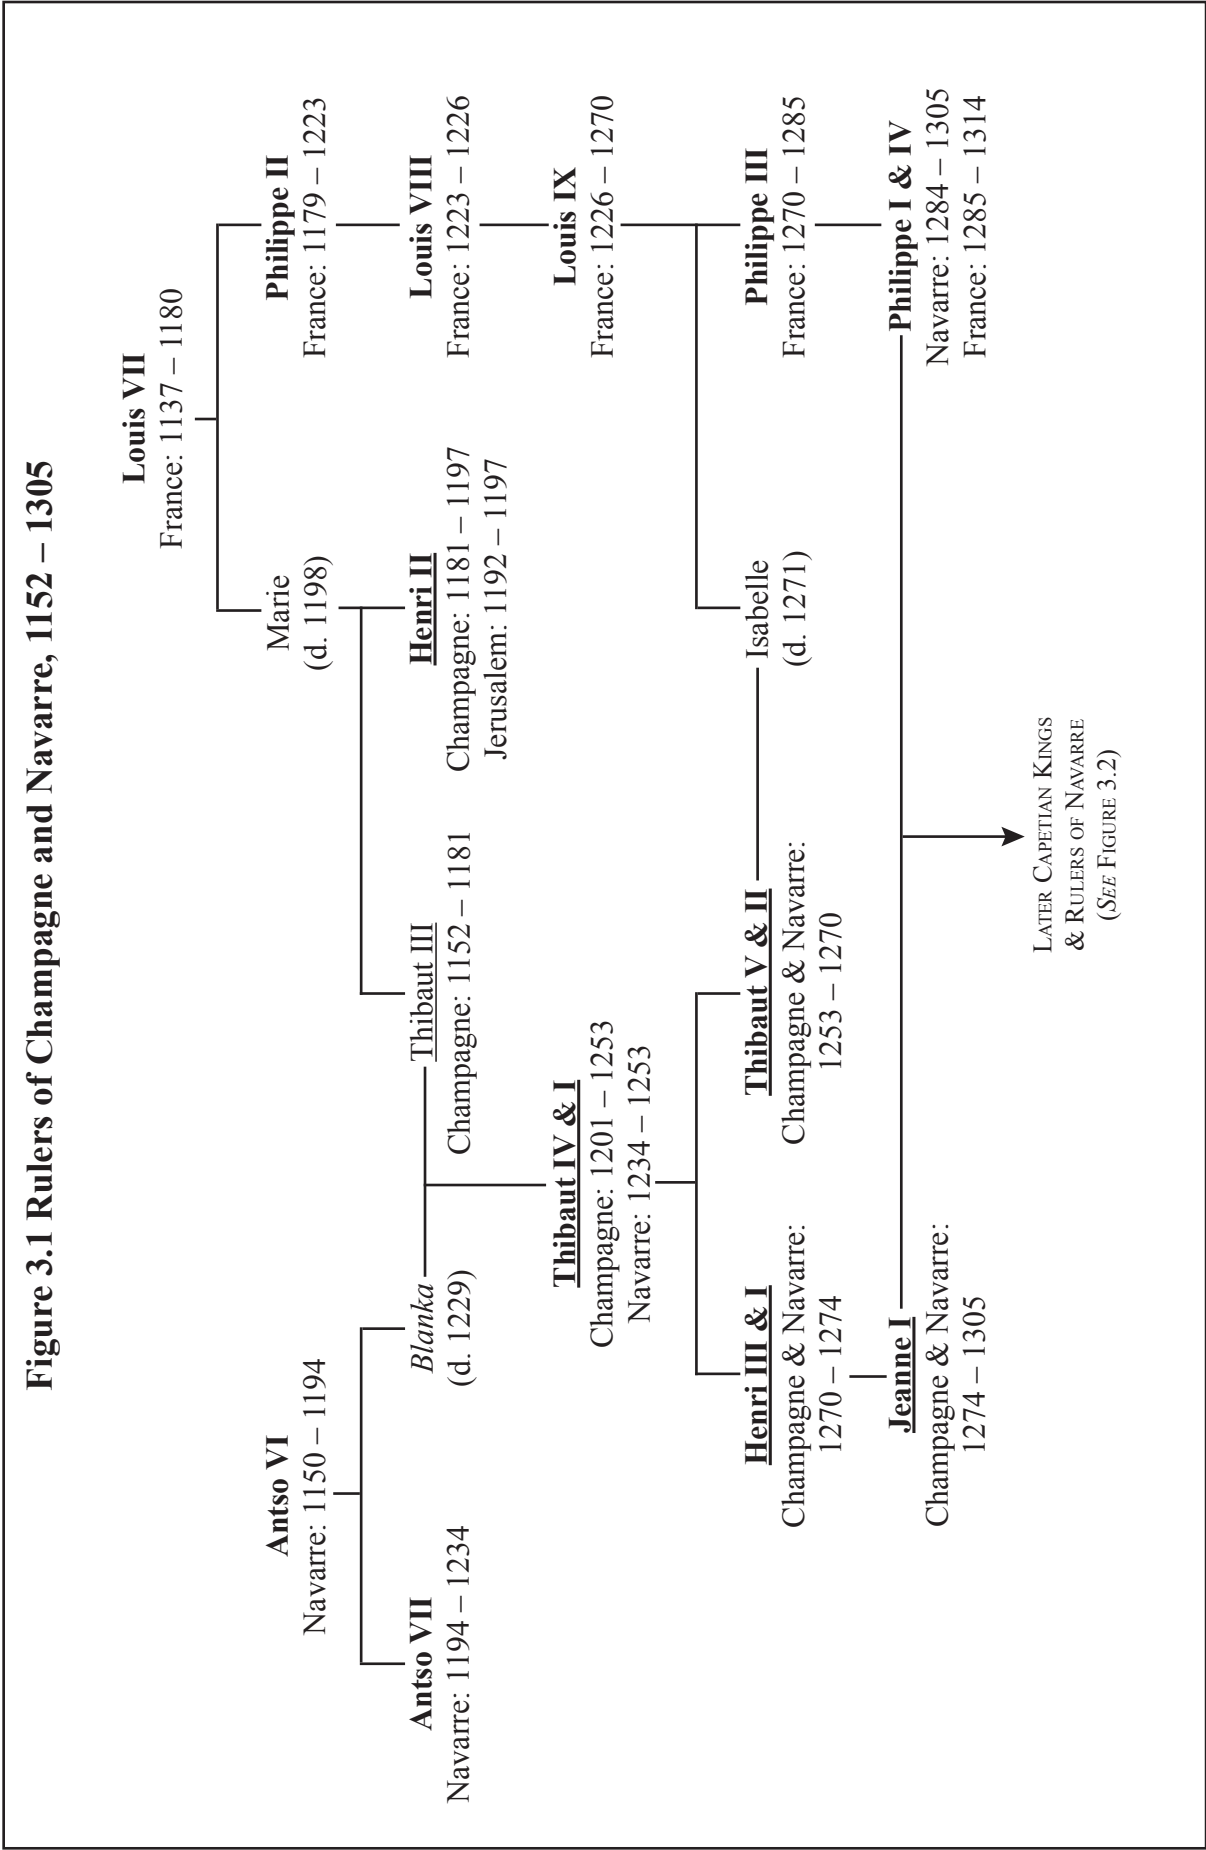 Figure 3.1 Rulers of Champagne and Navarre, 1152 – 1305
Louis VII
France: 1137 – 1180
Antso VI
Navarre: 1150 – 1194
Marie
(d. 1198)
Philippe II
France: 1179 – 1223
Antso VII
Navarre: 1194 – 1234
Blanka
(d. 1229)
Thibaut III
Champagne: 1152 – 1181
Henri II
Champagne: 1181 – 1197
Jerusalem: 1192 – 1197
Louis VIII
France: 1223 – 1226
Thibaut IV & I
Champagne: 1201 – 1253
Navarre: 1234 – 1253
Louis IX
France: 1226 – 1270
Henri III & I
Champagne & Navarre:
1270 – 1274
Thibaut V & II
Champagne & Navarre:
1253 – 1270
Isabelle
(d. 1271)
Philippe III
France: 1270 – 1285
Jeanne I
Champagne & Navarre:
1274 – 1305
Philippe I & IV
Navarre: 1284 – 1305
France: 1285 – 1314
LATER CAPETIAN KINGS
& RULERS OF NAVARRE
(SEE FIGURE 3.2)